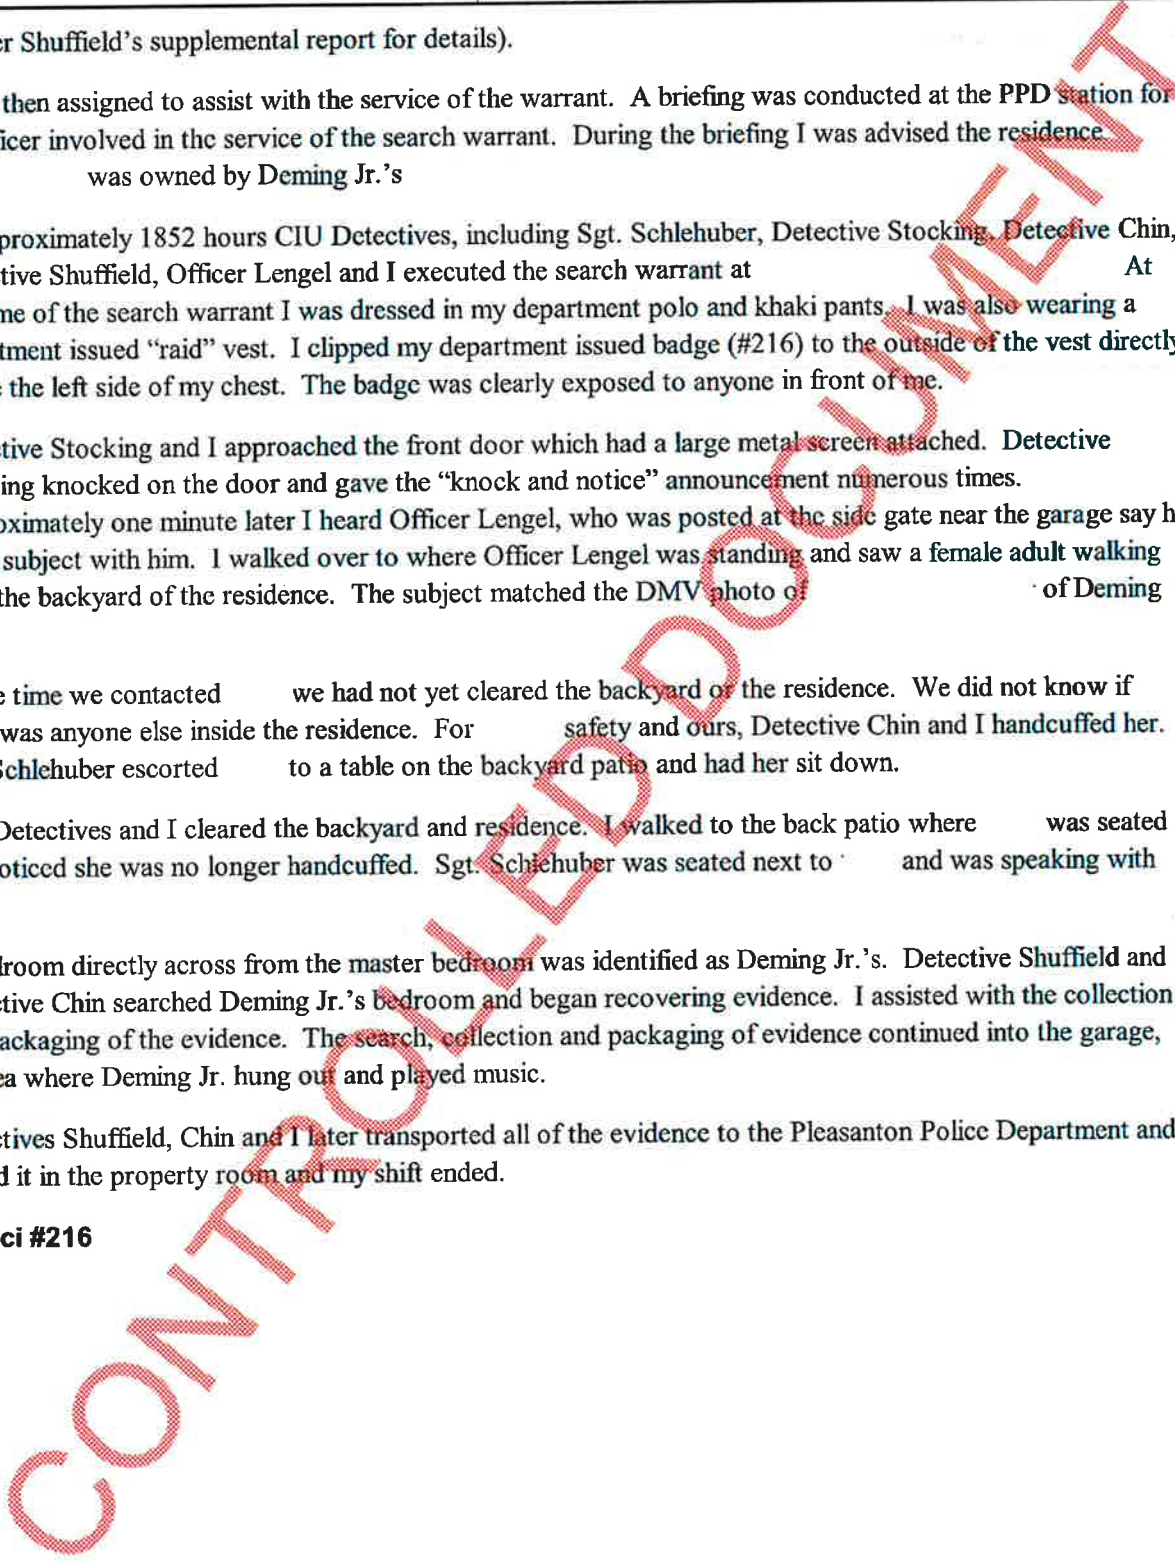 er Shuffield's supplemental report for details).
then assigned to assist with the service of the warrant. A briefing was conducted at the PPD station for
icer involved in the service of the search warrant. During the briefing I was advised the residence
was owned by Deming Jr.'s
proximately 1852 hours CIU Detectives, including Sgt. Schlehuber, Detective Stocking, Detective Chin,
tive Shuffield, Officer Lengel and I executed the search warrant at At
ne of the search warrant I was dressed in my department polo and khaki pants. I was also wearing a
tment issued "raid" vest. I clipped my department issued badge (#216) to the outside of the vest directly
the left side of my chest. The badge was clearly exposed to anyone in front of me.
tive Stocking and I approached the front door which had a large metal screen attached. Detective
ing knocked on the door and gave the "knock and notice" announcement numerous times.
oximately one minute later I heard Officer Lengel, who was posted at the side gate near the garage say h
subject with him. I walked over to where Officer Lengel was standing and saw a female adult walking
the backyard of the residence. The subject matched the DMV photo of of Deming
e time we contacted we had not yet cleared the backyard or the residence. We did not know if
was anyone else inside the residence. For safety and ours, Detective Chin and I handcuffed her.
Schlehuber escorted to a table on the backyard patio and had her sit down.
Detectives and I cleared the backyard and residence. I walked to the back patio where was seated
oticed she was no longer handcuffed. Sgt. Schlehuber was seated next to and was speaking with
lroom directly across from the master bedroom was identified as Deming Jr.'s. Detective Shuffield and
tive Chin searched Deming Jr.'s bedroom and began recovering evidence. I assisted with the collection
ackaging of the evidence. The search, collection and packaging of evidence continued into the garage,
ea where Deming Jr. hung out and played music.
tives Shuffield, Chin and I later transported all of the evidence to the Pleasanton Police Department and
d it in the property room and my shift ended.
ci #216
CONTROLLED DOCUMENT